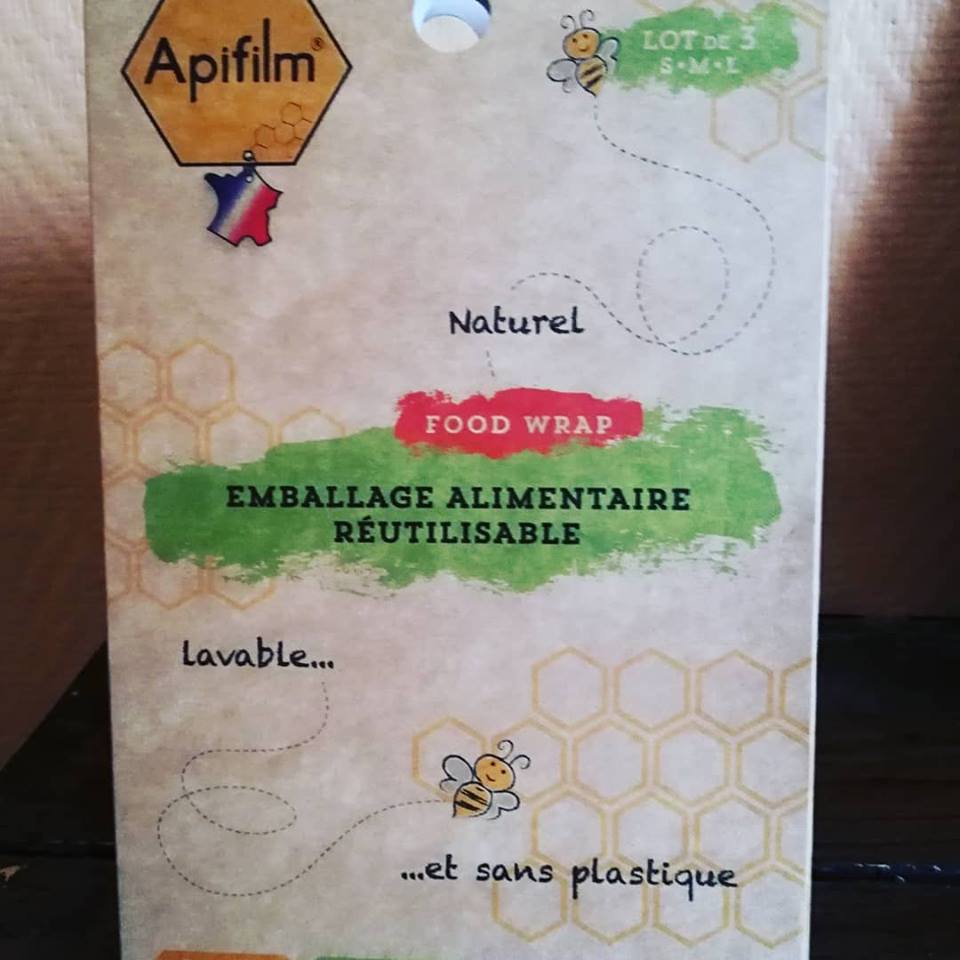 Apifilm®
LOT DE 3
S•M•L
Naturel
FOOD WRAP
EMBALLAGE ALIMENTAIRE
RÉUTILISABLE
lavable...
...et sans plastique